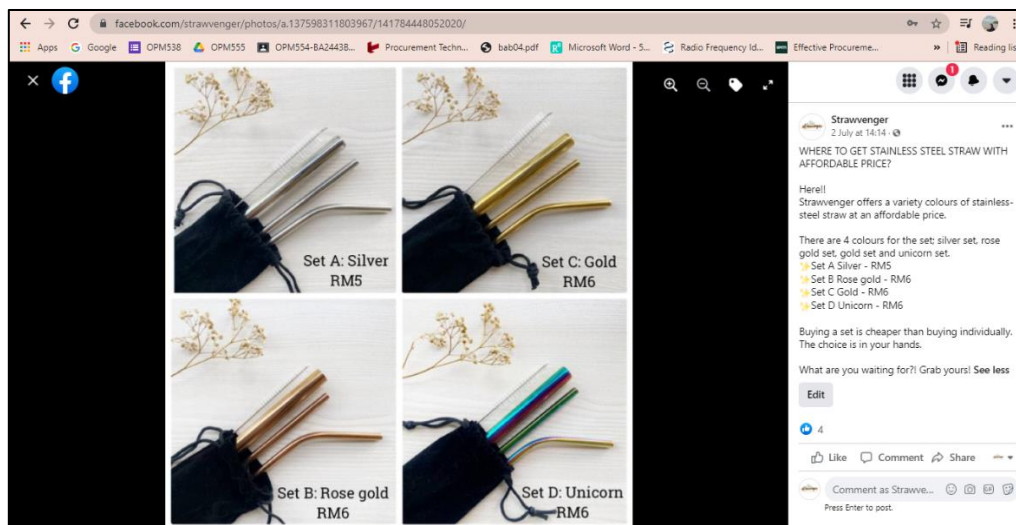 facebook.com/strawvenger/photos/a.137598311803967/141784448052020/
Apps
Google
OPM538
OPM555
OPM554-BA2443B...
Procurement Techn...
bab04.pdf
Microsoft Word - 5...
Radio Frequency Id...
Effective Procureme...
»
Reading lis
Set A: Silver
RM5
Set C: Gold
RM6
Set B: Rose gold
RM6
Set D: Unicorn
RM6
1
Strawvenger
2 July at 14:14 ·
WHERE TO GET STAINLESS STEEL STRAW WITH
AFFORDABLE PRICE?
Here!!
Strawvenger offers a variety colours of stainless-
steel straw at an affordable price.
There are 4 colours for the set; silver set, rose
gold set, gold set and unicorn set.
✨Set A Silver - RM5
✨Set B Rose gold - RM6
✨Set C Gold - RM6
✨Set D Unicorn - RM6
Buying a set is cheaper than buying individually.
The choice is in your hands.
What are you waiting for?! Grab yours! See less
Edit
4
Like
Comment
Share
Comment as Strawve...
Press Enter to post.